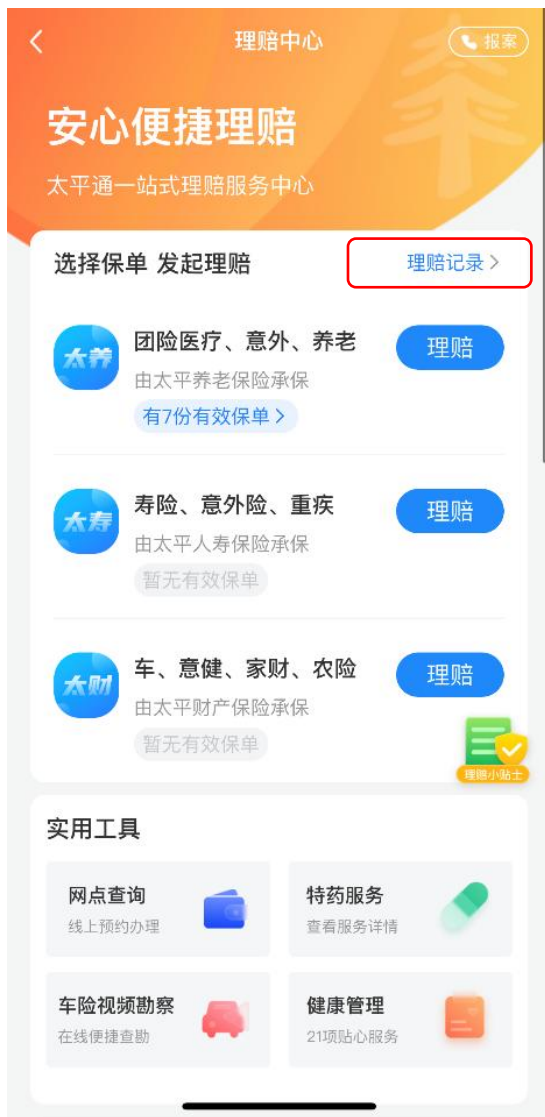 理赔中心
报案
安心便捷理赔
太平通一站式理赔服务中心
选择保单 发起理赔
理赔记录
太养
团险医疗、意外、养老
理赔
由太平养老保险承保
有7份有效保单
太寿
寿险、意外险、重疾
理赔
由太平人寿保险承保
暂无有效保单
太财
车、意健、家财、农险
理赔
由太平财产保险承保
暂无有效保单
理赔小贴士
实用工具
网点查询
线上预约办理
特药服务
查看服务详情
车险视频勘察
在线便捷查勘
健康管理
21项贴心服务